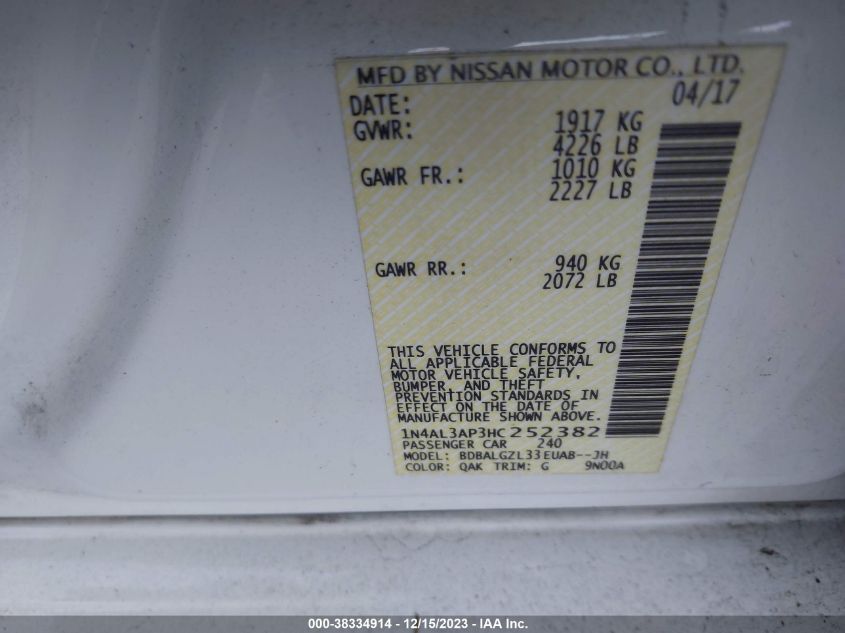 MFD BY NISSAN MOTOR CO., LTD.
DATE: 04/17
GVWR: 1917 KG
4226 LB
GAWR FR.: 1010 KG
2227 LB
GAWR RR.: 940 KG
2072 LB
THIS VEHICLE CONFORMS TO
ALL APPLICABLE FEDERAL
MOTOR VEHICLE SAFETY,
BUMPER, AND THEFT
PREVENTION STANDARDS IN
EFFECT ON THE DATE OF
MANUFACTURE SHOWN ABOVE.
1N4AL3AP3HC252382
PASSENGER CAR 240
MODEL: BDBALGZL33EUAB--JH
COLOR: QAK TRIM: G 9N00A
000-38334914 - 12/15/2023 - IAA Inc.